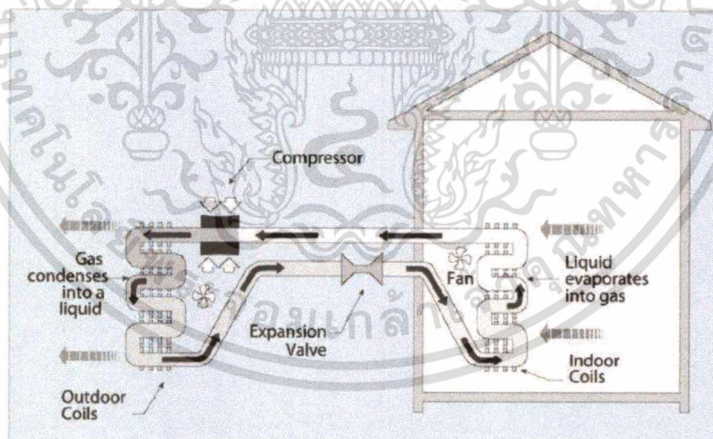 Compressor
Gas
condenses
into a
liquid
Fan
Liquid
evaporates
into gas
Expansion
Valve
Outdoor
Coils
Indoor
Coils